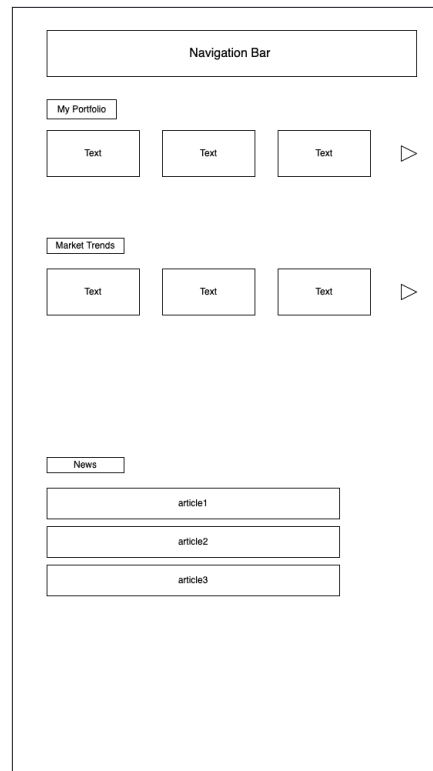 Navigation Bar
My Portfolio
Text Text Text
Market Trends
Text Text Text
News
article1
article2
article3